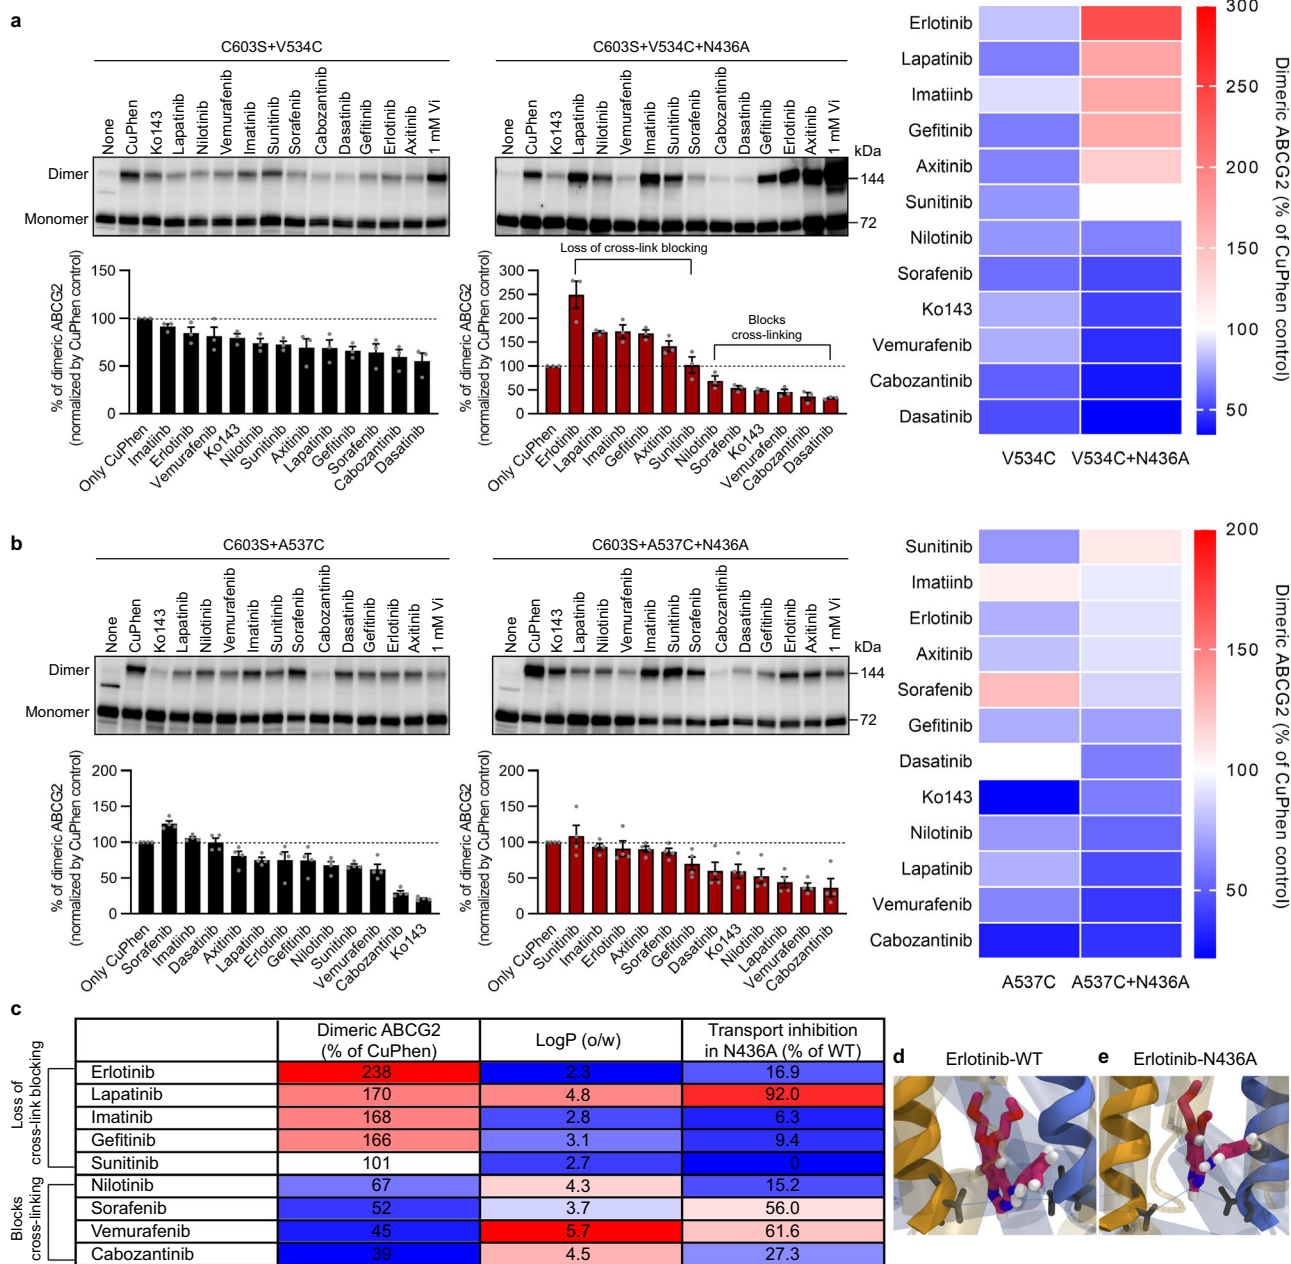 a
C603S+V534C
None
CuPhen
Ko143
Lapatinib
Nilotinib
Vemurafenib
Imatinib
Sunitinib
Sorafenib
Cabozantinib
Dasatinib
Gefitinib
Erlotinib
Axitinib
1 mM Vi
Dimer
Monomer
C603S+V534C+N436A
None
CuPhen
Ko143
Lapatinib
Nilotinib
Vemurafenib
Imatinib
Sunitinib
Sorafenib
Cabozantinib
Dasatinib
Gefitinib
Erlotinib
Axitinib
1 mM Vi
kDa
144
72
% of dimeric ABCG2
(normalized by CuPhen control)
150
100
50
0
Only CuPhen
Imatiinb
Erlotinib
Vemurafenib
Ko143
Nilotinib
Sunitinib
Axitinib
Lapatinib
Gefitinib
Sorafenib
Cabozantinib
Dasatinib
Loss of cross-link blocking
Blocks
cross-linking
% of dimeric ABCG2
(normalized by CuPhen control)
300
250
200
150
100
50
0
Only CuPhen
Erlotinib
Lapatinib
Imatiinb
Gefitinib
Axitinib
Sunitinib
Nilotinib
Sorafenib
Ko143
Vemurafenib
Cabozantinib
Dasatinib
Erlotinib
Lapatinib
Imatiinb
Gefitinib
Axitinib
Sunitinib
Nilotinib
Sorafenib
Ko143
Vemurafenib
Cabozantinib
Dasatinib
V534C
V534C+N436A
300
250
200
150
100
50
Dimeric ABCG2 (% of CuPhen control)
b
C603S+A537C
None
CuPhen
Ko143
Lapatinib
Nilotinib
Vemurafenib
Imatinib
Sunitinib
Sorafenib
Cabozantinib
Dasatinib
Gefitinib
Erlotinib
Axitinib
1 mM Vi
Dimer
Monomer
C603S+A537C+N436A
None
CuPhen
Ko143
Lapatinib
Nilotinib
Vemurafenib
Imatinib
Sunitinib
Sorafenib
Cabozantinib
Dasatinib
Gefitinib
Erlotinib
Axitinib
1 mM Vi
kDa
144
72
% of dimeric ABCG2
(normalized by CuPhen control)
200
150
100
50
0
Only CuPhen
Sorafenib
Imatiinb
Dasatinib
Axitinib
Lapatinib
Erlotinib
Gefitinib
Nilotinib
Sunitinib
Vemurafenib
Cabozantinib
Ko143
% of dimeric ABCG2
(normalized by CuPhen control)
200
150
100
50
0
Only CuPhen
Sunitinib
Imatiinb
Erlotinib
Axitinib
Sorafenib
Gefitinib
Dasatinib
Ko143
Nilotinib
Lapatinib
Vemurafenib
Cabozantinib
Sunitinib
Imatiinb
Erlotinib
Axitinib
Sorafenib
Gefitinib
Dasatinib
Ko143
Nilotinib
Lapatinib
Vemurafenib
Cabozantinib
A537C
A537C+N436A
200
150
100
50
Dimeric ABCG2 (% of CuPhen control)
c
Dimeric ABCG2
(% of CuPhen)
LogP (o/w)
Transport inhibition
in N436A (% of WT)
Loss of
cross-link blocking
Blocks
cross-linking
Erlotinib 238 2.3 16.9
Lapatinib 170 4.8 92.0
Imatinib 168 2.8 6.3
Gefitinib 166 3.1 9.4
Sunitinib 101 2.7 0
Nilotinib 67 4.3 15.2
Sorafenib 52 3.7 56.0
Vemurafenib 45 5.7 61.6
Cabozantinib 39 4.5 27.3
d
Erlotinib-WT
e
Erlotinib-N436A